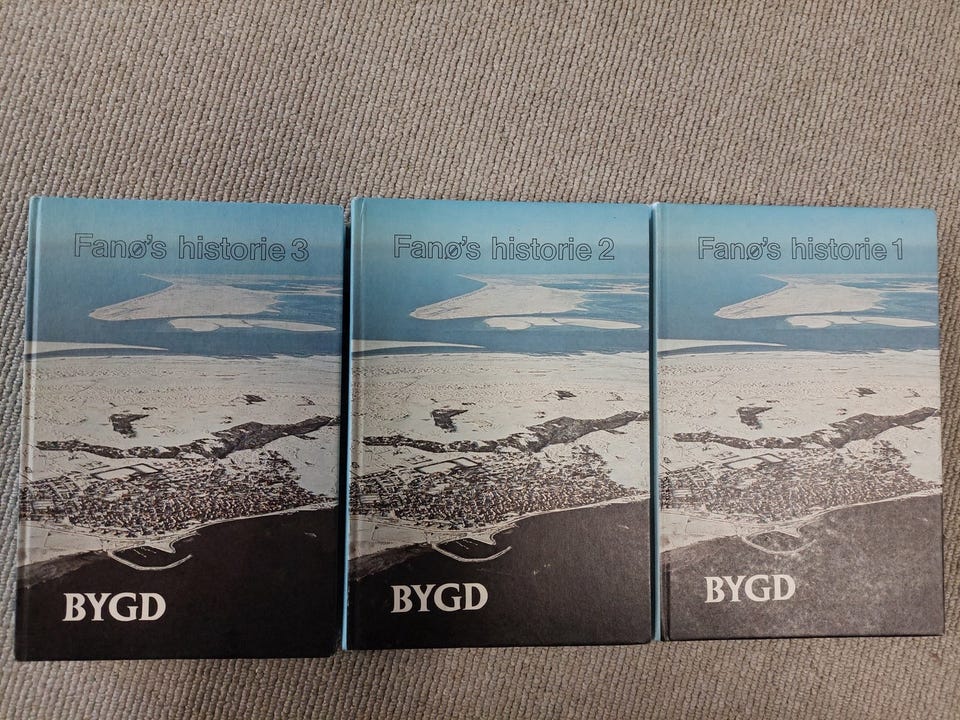 Fanø's historie 3
BYGD
Fanø's historie 2
BYGD
Fanø's historie 1
BYGD